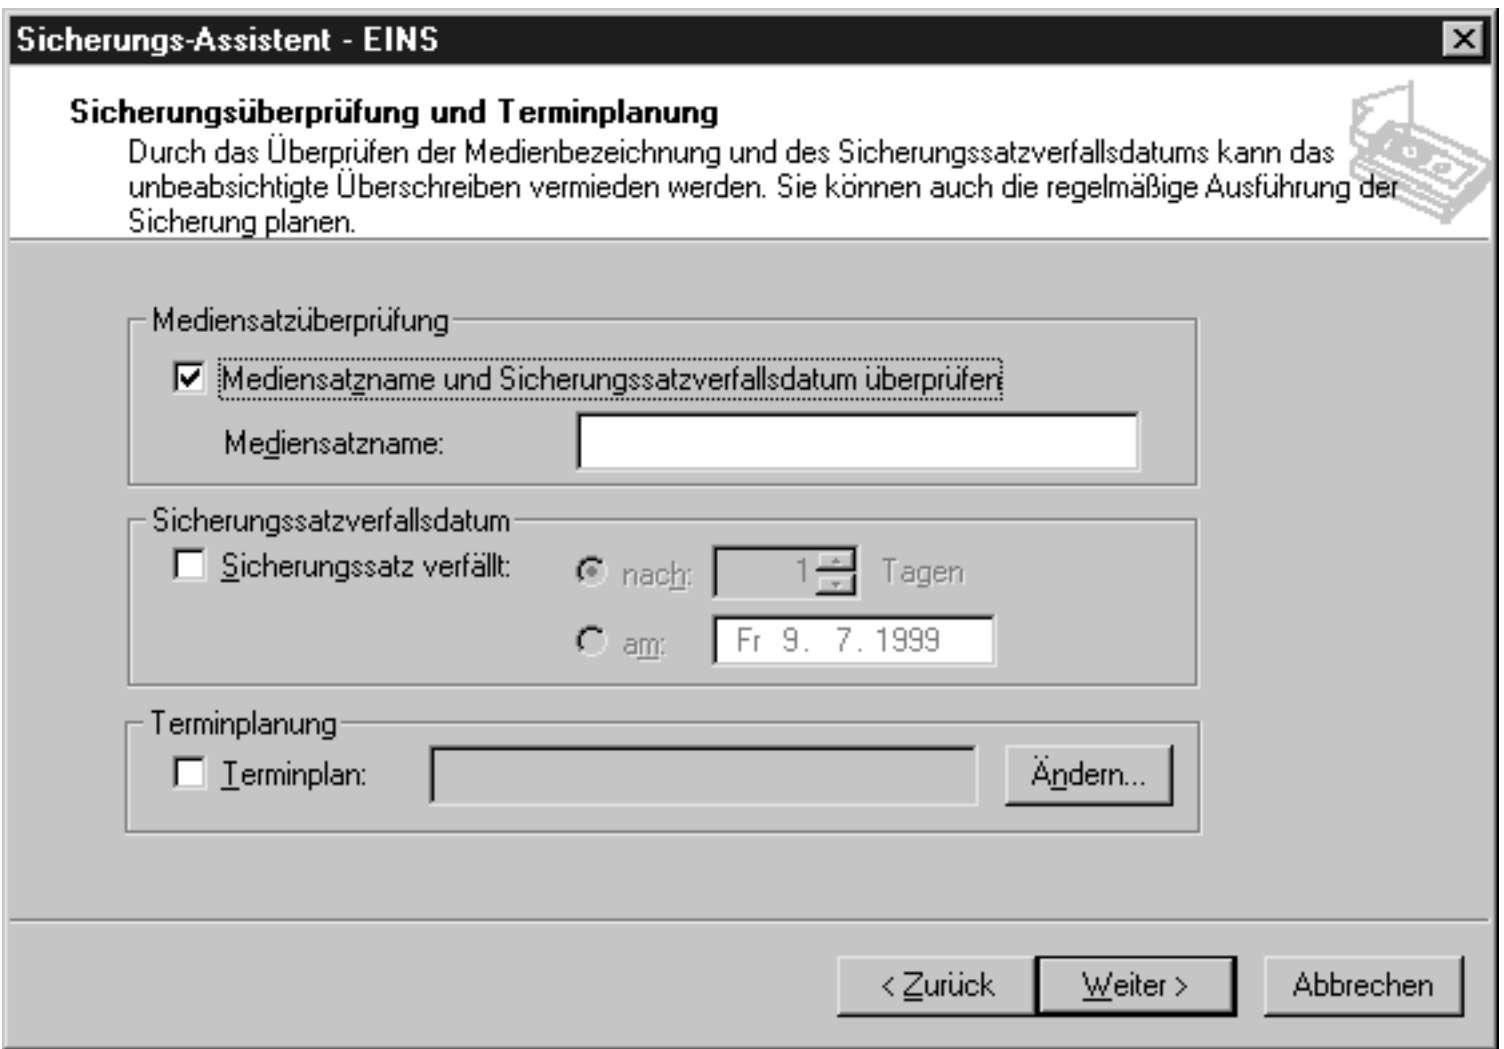 Sicherungs-Assistent - EINS
Sicherungsüberprüfung und Terminplanung
Durch das Überprüfen der Medienbezeichnung und des Sicherungssatzverfallsdatums kann das
unbeabsichtigte Überschreiben vermieden werden. Sie können auch die regelmäßige Ausführung der
Sicherung planen.
Mediensatzüberprüfung
Mediensatzname und Sicherungssatzverfallsdatum überprüfen
Mediensatzname:
Sicherungssatzverfallsdatum
Sicherungssatz verfällt: nach: 1 Tagen
am: Fr 9. 7. 1999
Terminplanung
Terminplan: Ändern...
< Zurück Weiter > Abbrechen